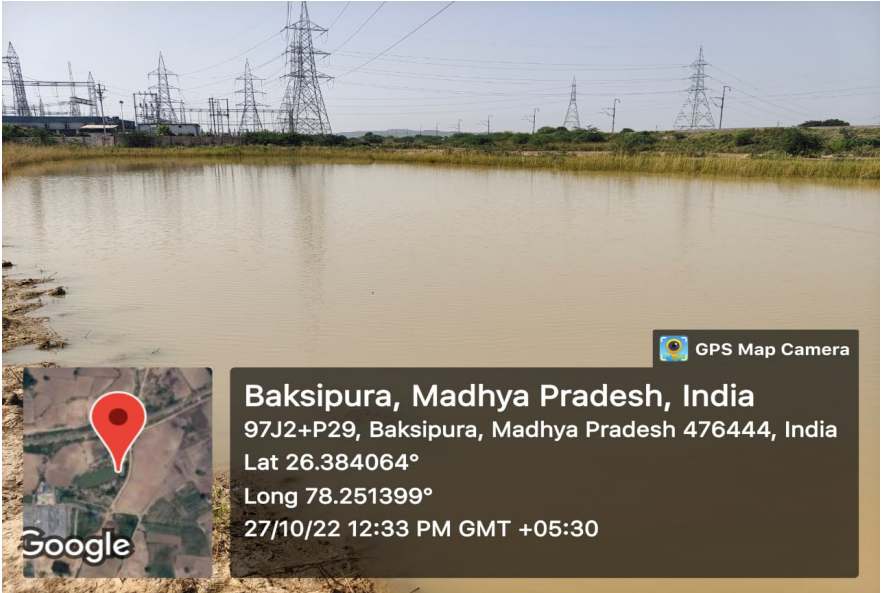 GPS Map Camera
Baksipura, Madhya Pradesh, India
97J2+P29, Baksipura, Madhya Pradesh 476444, India
Lat 26.384064°
Long 78.251399°
27/10/22 12:33 PM GMT +05:30
Google